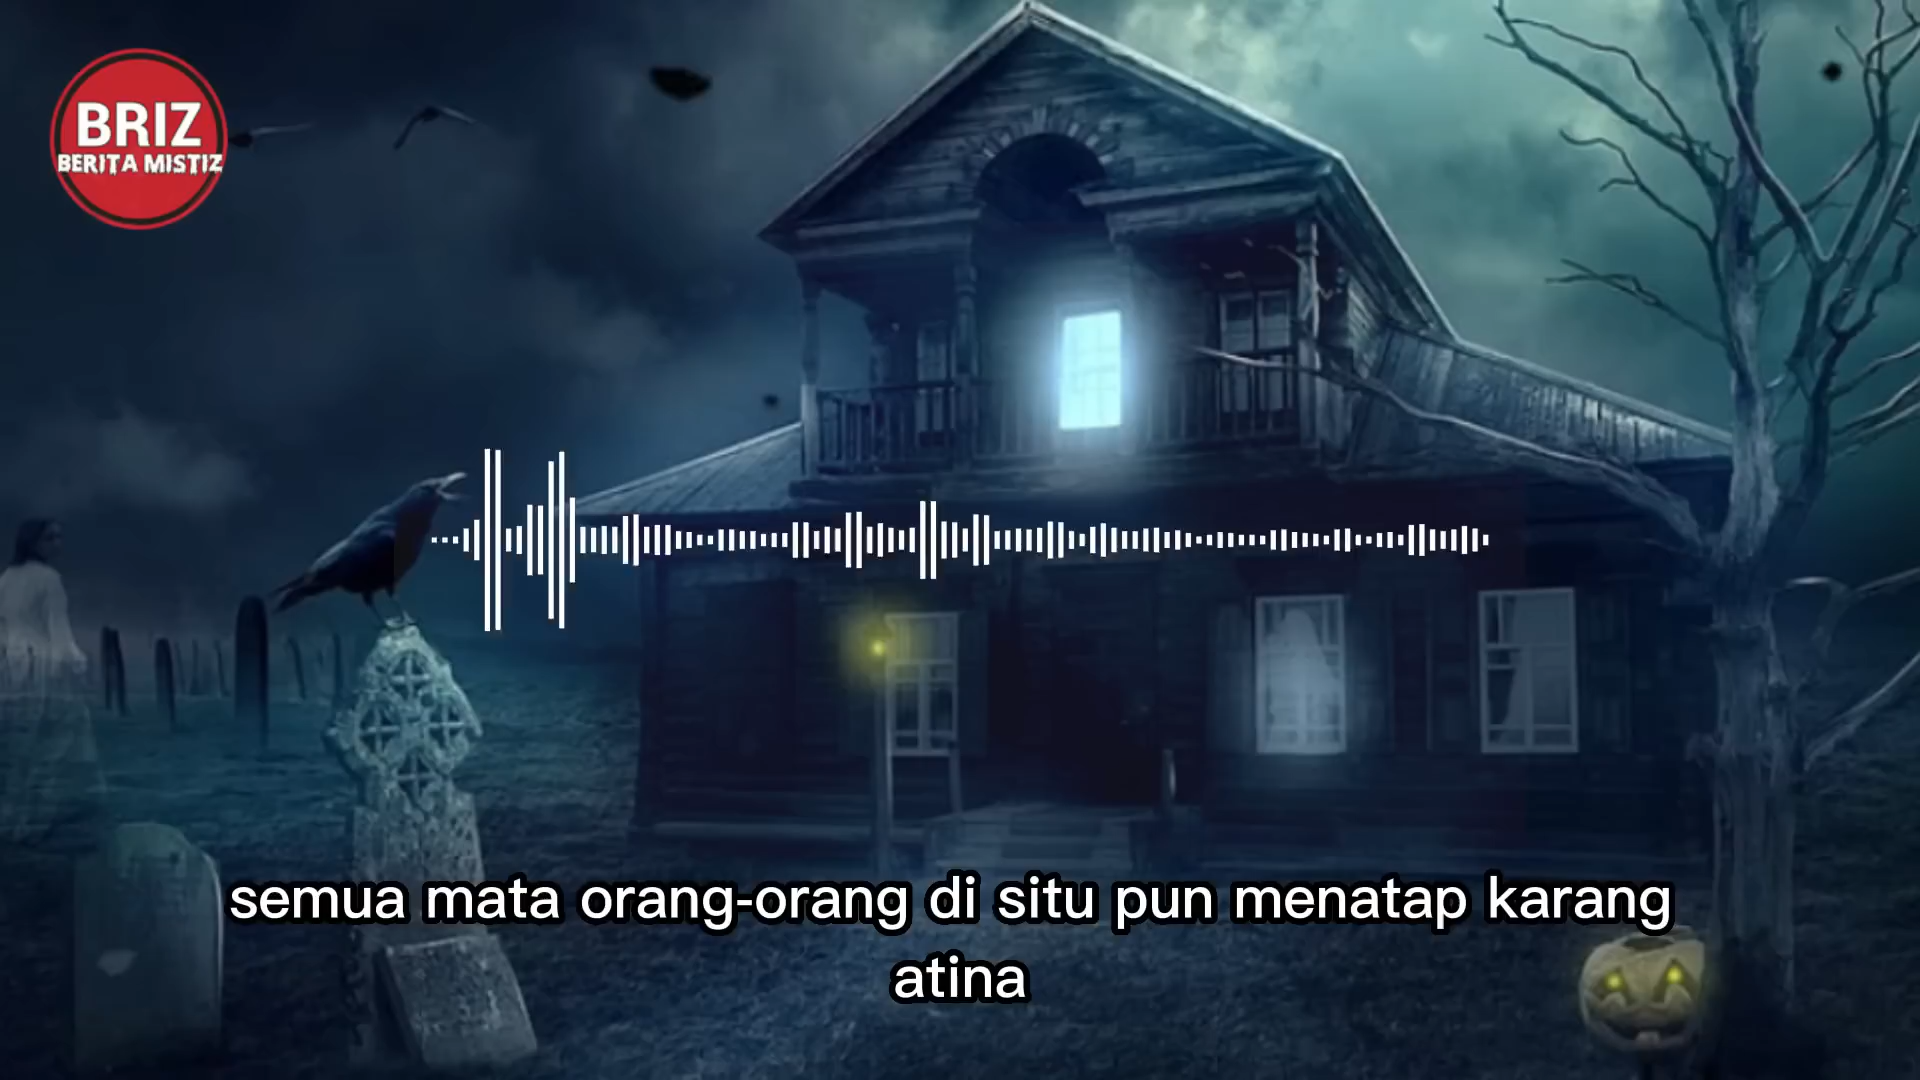 BRIZ
BERITA MISTIZ
semua mata orang-orang di situ pun menatap karang
atina